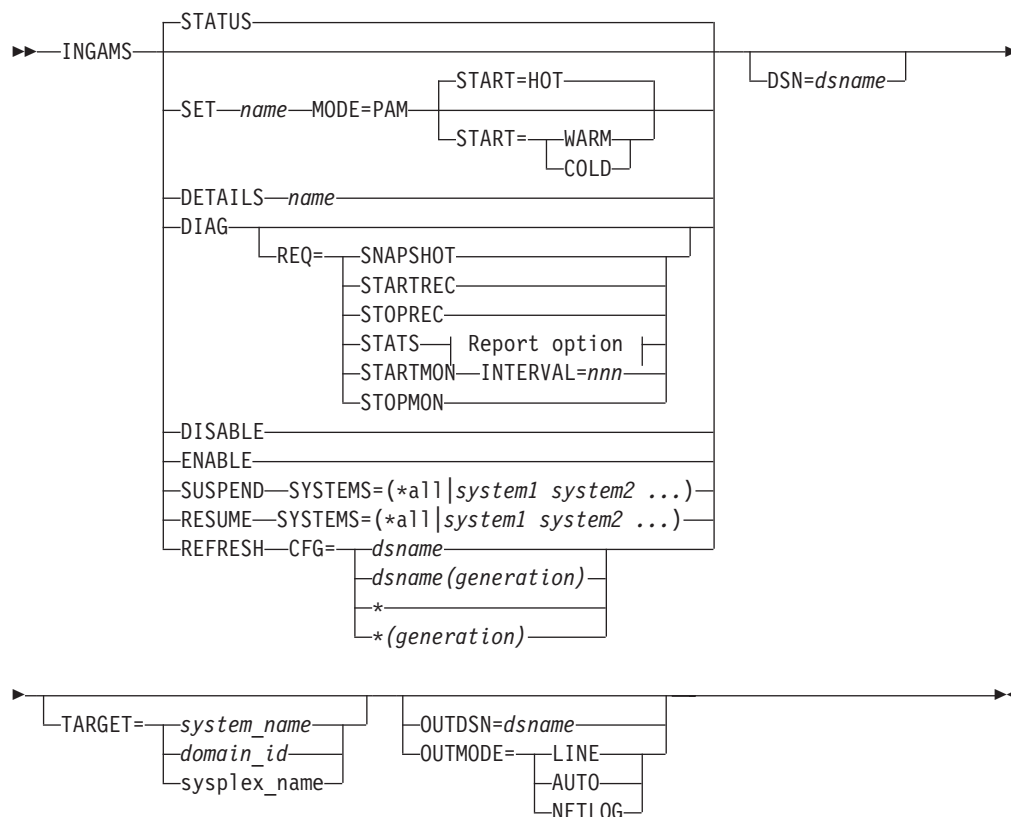 STATUS
INGAMS
DSN=dsname
START=HOT
SET name MODE=PAM
START= WARM
COLD
DETAILS name
DIAG
REQ= SNAPSHOT
STARTREC
STOPREC
STATS Report option
STARTMON INTERVAL=nnn
STOPMON
DISABLE
ENABLE
SUSPEND SYSTEMS=(*all|system1 system2 ...)
RESUME SYSTEMS=(*all|system1 system2 ...)
REFRESH CFG= dsname
dsname(generation)
*
*(generation)
TARGET= system_name
domain_id
sysplex_name
OUTDSN=dsname
OUTMODE= LINE
AUTO
NETLOG